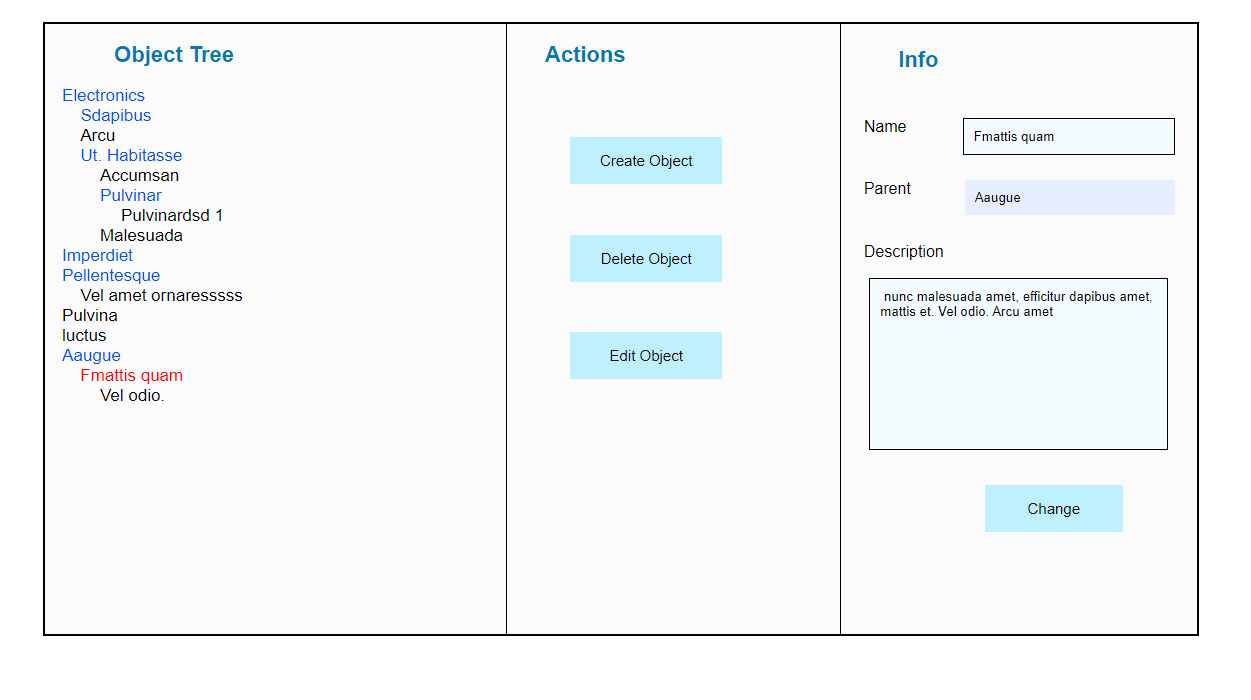 Object Tree
Electronics
Sdapibus
Arcu
Ut. Habitasse
Accumsan
Pulvinar
Pulvinardsd 1
Malesuada
Imperdiet
Pellentesque
Vel amet ornaresssss
Pulvina
luctus
Aaugue
Fmattis quam
Vel odio.
Actions
Create Object
Delete Object
Edit Object
Info
Name
Fmattis quam
Parent
Aaugue
Description
nunc malesuada amet, efficitur dapibus amet,
mattis et. Vel odio. Arcu amet
Change